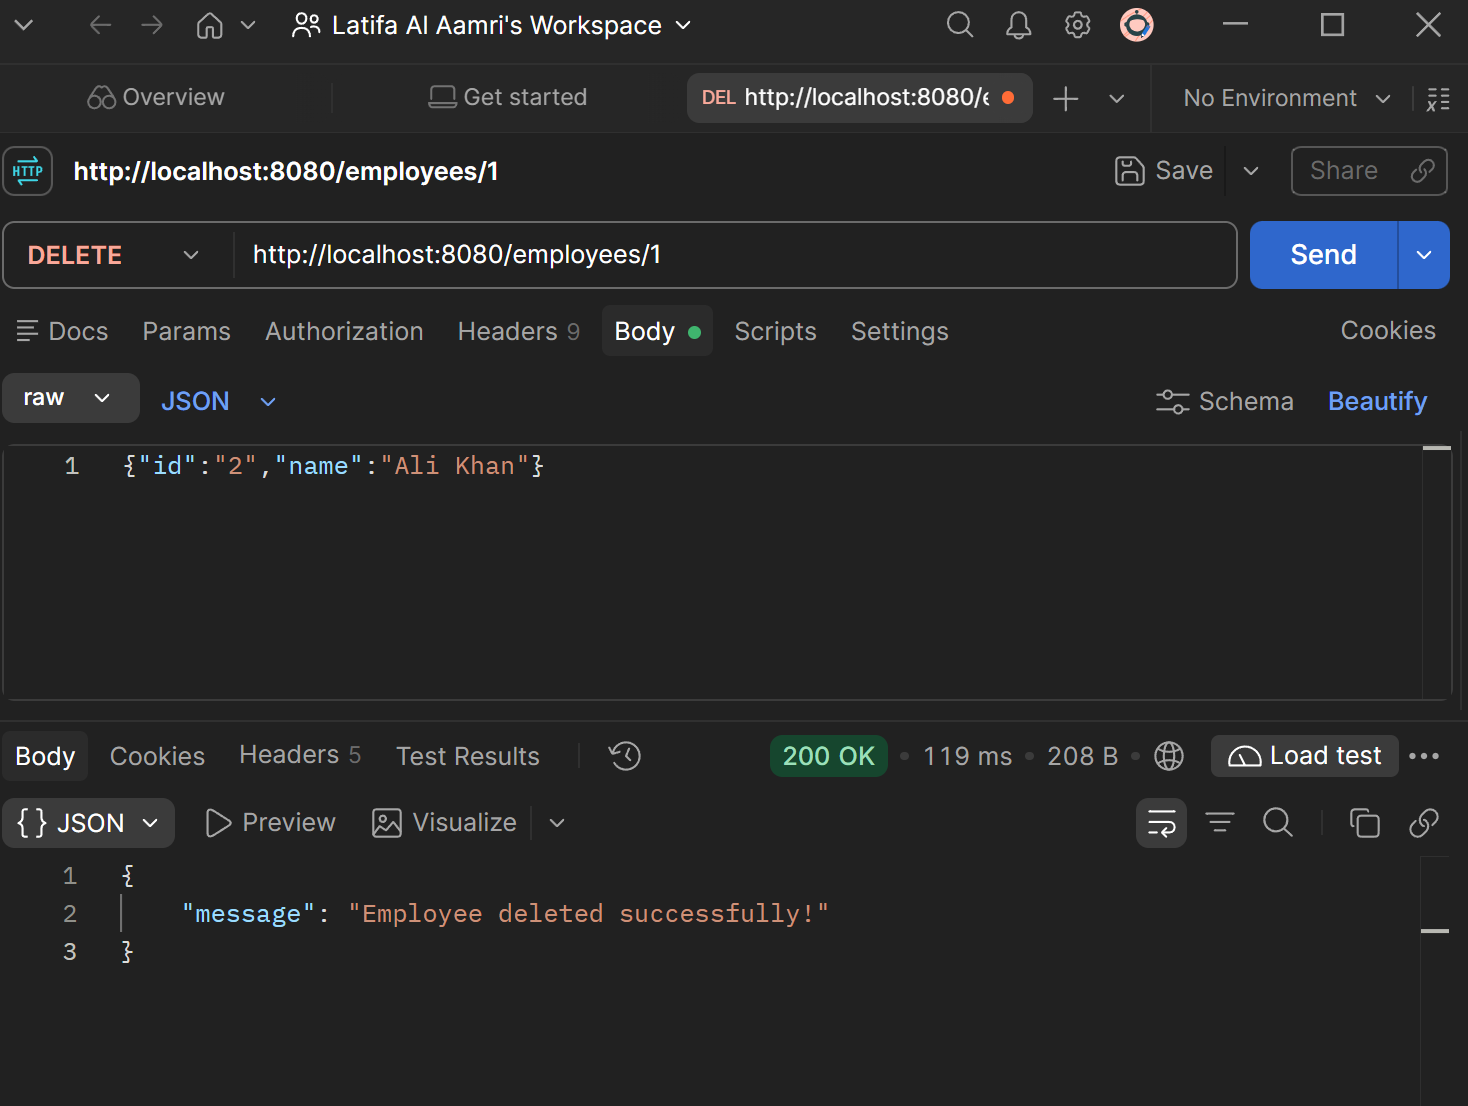 Latifa Al Aamri's Workspace
Overview
Get started
DEL http://localhost:8080/e
No Environment
HTTP http://localhost:8080/employees/1
Save
Share
DELETE http://localhost:8080/employees/1
Send
Docs Params Authorization Headers 9 Body Scripts Settings Cookies
raw JSON
Schema Beautify
1 {"id":"2","name":"Ali Khan"}
Body Cookies Headers 5 Test Results
200 OK • 119 ms • 208 B •
Load test
{} JSON Preview Visualize
1 {
2 "message": "Employee deleted successfully!"
3 }